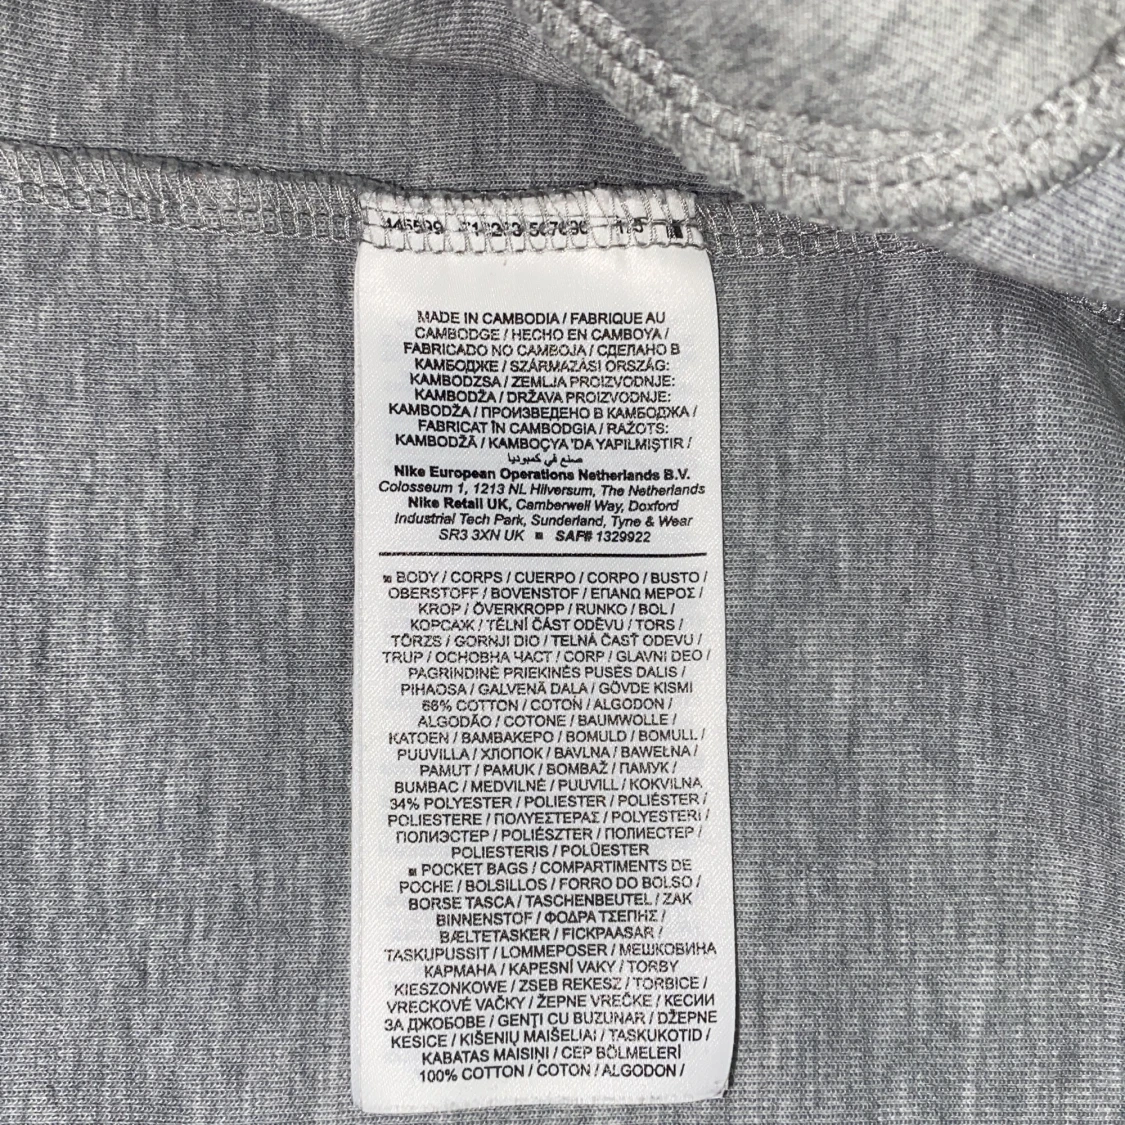 MADE IN CAMBODIA / FABRIQUE AU
CAMBODGE / HECHO EN CAMBOYA /
FABRICADO NO CAMBOJA / СДЕЛАНО В
КАМБОДЖЕ / SZÁRMAZÁSI ORSZÁG:
KAMBODZSA / ZEMLJA PROIZVODNJE:
KAMBODŽA / DRŽAVA PROIZVODNJE:
KAMBODŽA / ПРОИЗВЕДЕНО В КАМБОДЖА /
FABRICAT ÎN CAMBODGIA / RAŽOTS:
KAMBODŽĀ / KAMBOÇYA'DA YAPILMIŞTIR /
صنع في كمبوديا
Nike European Operations Netherlands B.V.
Colosseum 1, 1213 NL Hilversum, The Netherlands
Nike Retail UK, Camberwell Way, Doxford
Industrial Tech Park, Sunderland, Tyne & Wear
SR3 3XN UK ■ SAP# 1329922
■ BODY / CORPS / CUERPO / CORPO / BUSTO /
OBERSTOFF / BOVENSTOF / ΕΠΑΝΩ ΜΕΡΟΣ /
KROP / ÖVERKROPP / RUNKO / BOL /
КОРСАЖ / TĚLNÍ ČÁST ODĚVU / TORS /
TÖRZS / GORNJI DIO / TELNÁ ČASŤ ODEVU /
TRUP / ОСНОВНА ЧАСТ / CORP / GLAVNI DEO /
PAGRINDINĖ PRIEKINĖS PUSĖS DALIS /
PIHAOSA / GALVENĀ DAĻA / GÖVDE KISMI
66% COTTON / COTON / ALGODON /
ALGODÃO / COTONE / BAUMWOLLE /
KATOEN / ΒΑΜΒΑΚΕΡΟ / BOMULD / BOMULL /
PUUVILLA / ХЛОПОК / BAVLNA / BAWEŁNA /
PAMUT / PAMUK / BOMBAŽ / ПАМУК /
BUMBAC / MEDVILNĖ / PUUVILL / KOKVILNA
34% POLYESTER / POLIESTER / POLIÉSTER /
POLIESTERE / ΠΟΛΥΕΣΤΕΡΑΣ / POLYESTERI /
ПОЛИЭСТЕР / POLIÉSZTER / ПОЛИЕСТЕР /
POLIESTERIS / POLÜESTER
■ POCKET BAGS / COMPARTIMENTS DE
POCHE / BOLSILLOS / FORRO DO BOLSO /
BORSE TASCA / TASCHENBEUTEL / ZAK
BINNENSTOF / ΦΟΔΡΑ ΤΣΕΠΗΣ /
BÆLTETASKER / FICKPAASAR /
TASKUPUSSIT / LOMMEPOSER / МЕШКОВИНА
КАРМАНА / KAPESNÍ VAKY / TORBY
KIESZONKOWE / ZSEB REKESZ / TORBICE /
VRECKOVÉ VAČKY / ŽEPNE VREČKE / КЕСИИ
ЗА ДЖОБОВЕ / GENȚI CU BUZUNAR / DŽEPNE
KESICE / KIŠENIŲ MAIŠELIAI / TASKUKOTID /
KABATAS MAISIŅI / CEP BÖLMELERİ
100% COTTON / COTON / ALGODON /